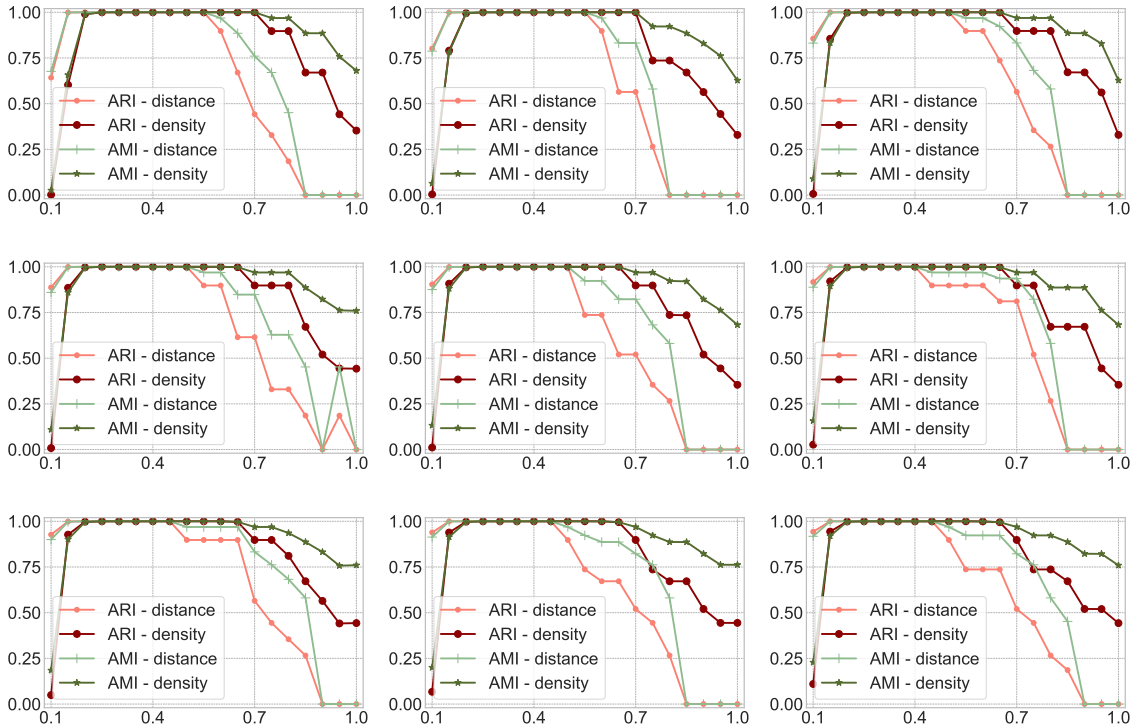 1.00 1.00 1.00
0.75 0.75 0.75
0.50 0.50 0.50
ARI - distance ARI - distance ARI - distance
ARI - density ARI - density ARI - density
0.25 AMI - distance 0.25 AMI - distance 0.25 AMI - distance
AMI - density AMI - density AMI - density
0.00 0.00 0.00
0.1 0.4 0.7 1.0 0.1 0.4 0.7 1.0 0.1 0.4 0.7 1.0
1.00 1.00 1.00
0.75 0.75 0.75
0.50 0.50 0.50
ARI - distance ARI - distance ARI - distance
ARI - density ARI - density ARI - density
0.25 AMI - distance 0.25 AMI - distance 0.25 AMI - distance
AMI - density AMI - density AMI - density
0.00 0.00 0.00
0.1 0.4 0.7 1.0 0.1 0.4 0.7 1.0 0.1 0.4 0.7 1.0
1.00 1.00 1.00
0.75 0.75 0.75
0.50 0.50 0.50
ARI - distance ARI - distance ARI - distance
ARI - density ARI - density ARI - density
0.25 AMI - distance 0.25 AMI - distance 0.25 AMI - distance
AMI - density AMI - density AMI - density
0.00 0.00 0.00
0.1 0.4 0.7 1.0 0.1 0.4 0.7 1.0 0.1 0.4 0.7 1.0